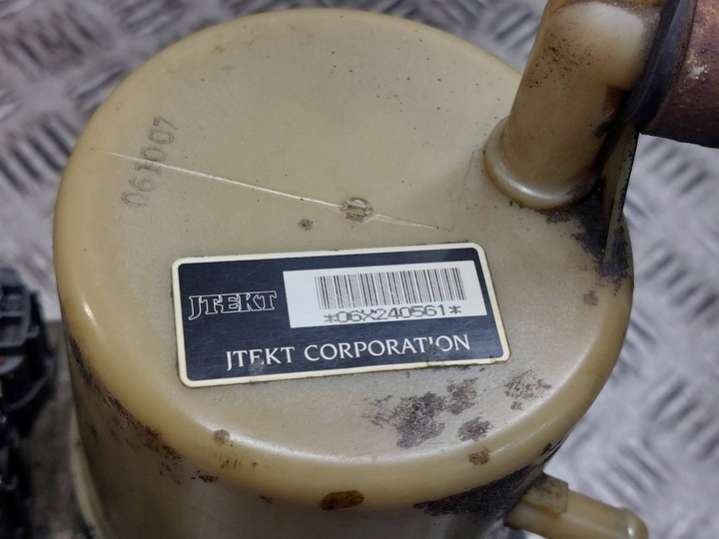 061007
JTEKT
*06X240561*
JTEKT CORPORATION